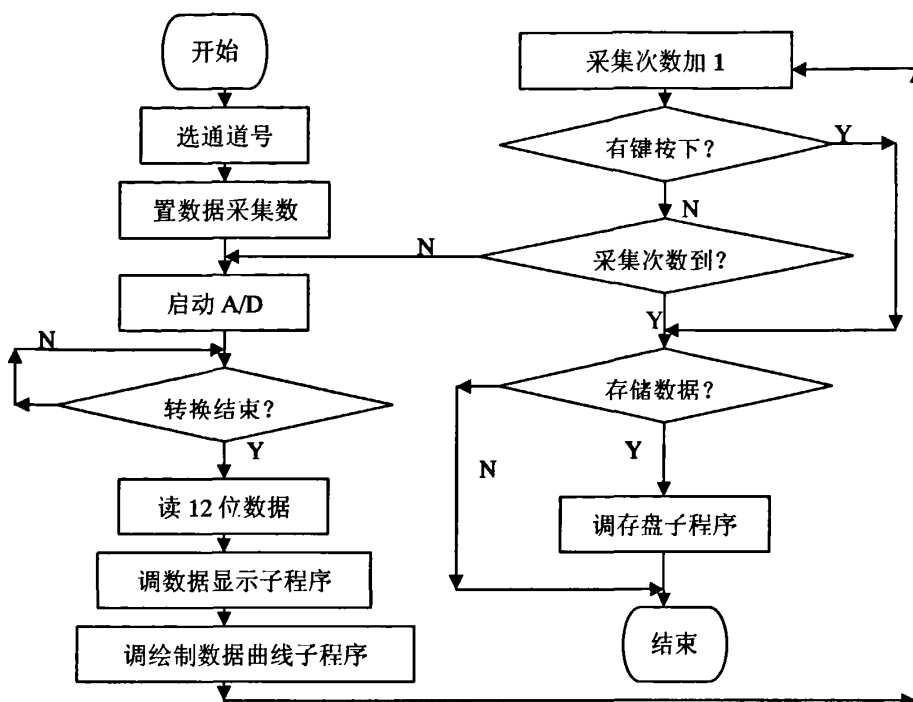 开始
选通道号
置数据采集数
启动 A/D
N
转换结束？
Y
读 12 位数据
调数据显示子程序
调绘制数据曲线子程序
采集次数加 1
有键按下？
Y
N
采集次数到？
N
Y
存储数据？
N
Y
调存盘子程序
结束